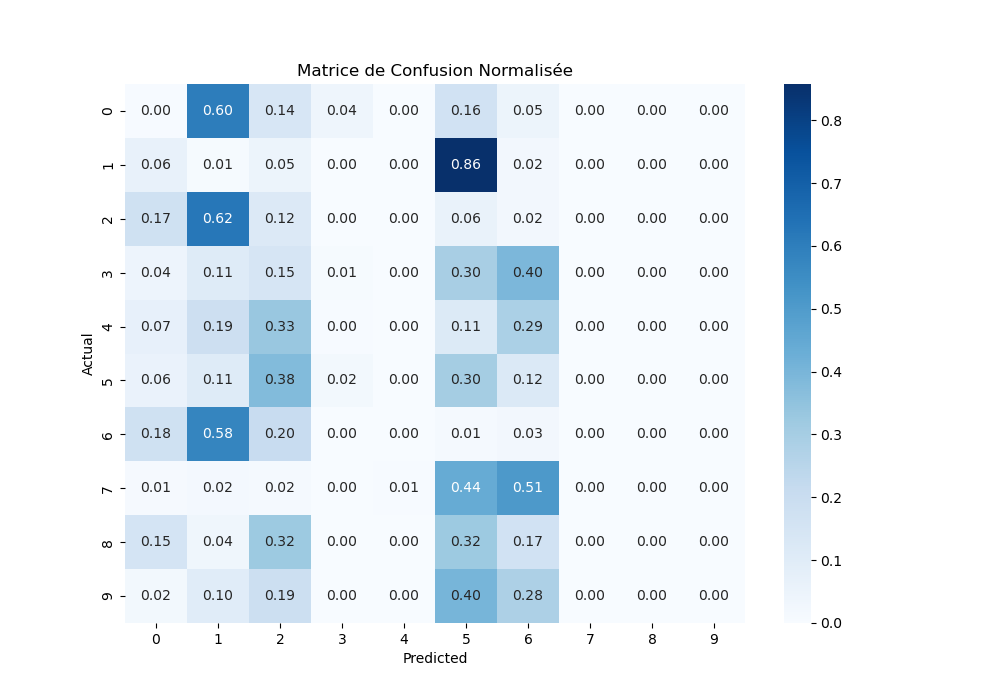 Matrice de Confusion Normalisée
0 0.00 0.60 0.14 0.04 0.00 0.16 0.05 0.00 0.00 0.00
1 0.06 0.01 0.05 0.00 0.00 0.86 0.02 0.00 0.00 0.00
2 0.17 0.62 0.12 0.00 0.00 0.06 0.02 0.00 0.00 0.00
3 0.04 0.11 0.15 0.01 0.00 0.30 0.40 0.00 0.00 0.00
4 0.07 0.19 0.33 0.00 0.00 0.11 0.29 0.00 0.00 0.00
5 0.06 0.11 0.38 0.02 0.00 0.30 0.12 0.00 0.00 0.00
6 0.18 0.58 0.20 0.00 0.00 0.01 0.03 0.00 0.00 0.00
7 0.01 0.02 0.02 0.00 0.01 0.44 0.51 0.00 0.00 0.00
8 0.15 0.04 0.32 0.00 0.00 0.32 0.17 0.00 0.00 0.00
9 0.02 0.10 0.19 0.00 0.00 0.40 0.28 0.00 0.00 0.00
0 1 2 3 4 5 6 7 8 9
Predicted
Actual
0.8
0.7
0.6
0.5
0.4
0.3
0.2
0.1
0.0